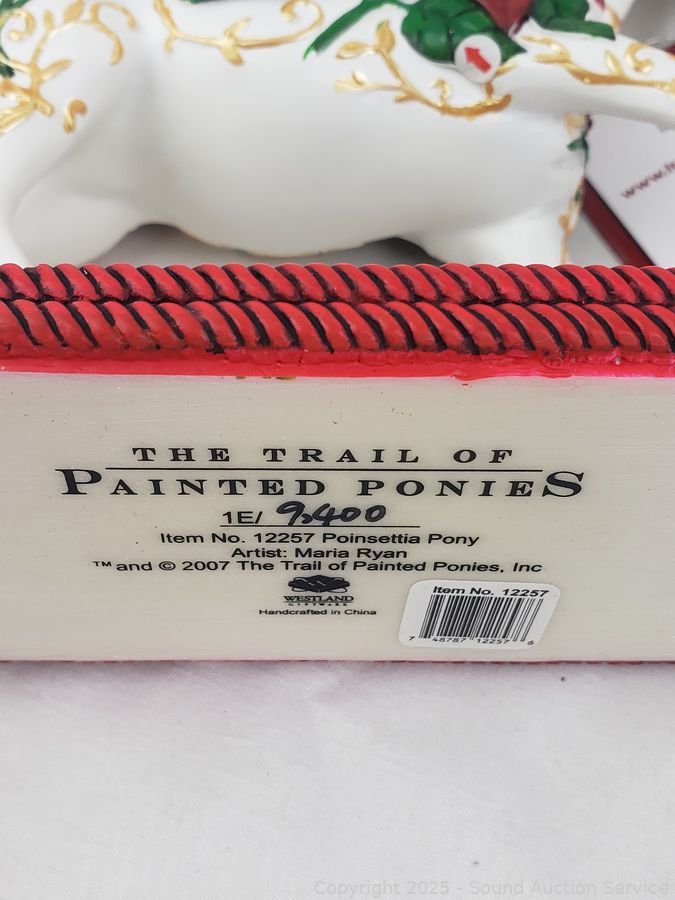 www.
THE TRAIL OF
PAINTED PONIES
1E/ 9,400
Item No. 12257 Poinsettia Pony
Artist: Maria Ryan
™ and © 2007 The Trail of Painted Ponies, Inc
WESTLAND
GIFTWARE
Handcrafted in China
Item No. 12257
7 48787 12257 6
Copyright 2025 - Sound Auction Service